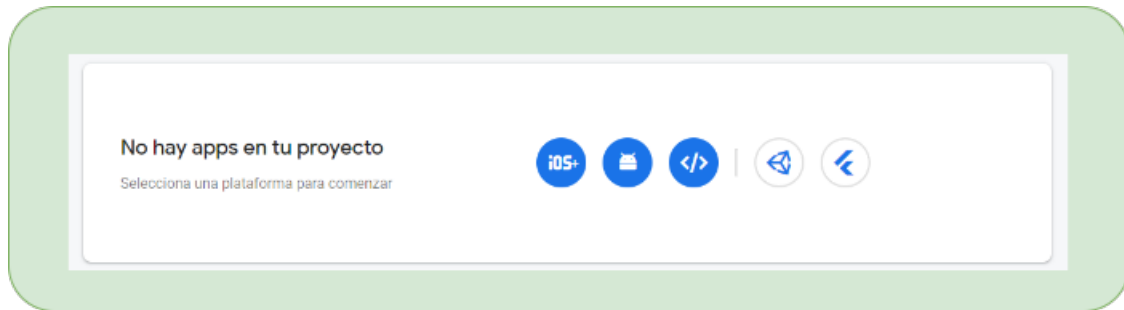 No hay apps en tu proyecto
Selecciona una plataforma para comenzar
iOS+
</>